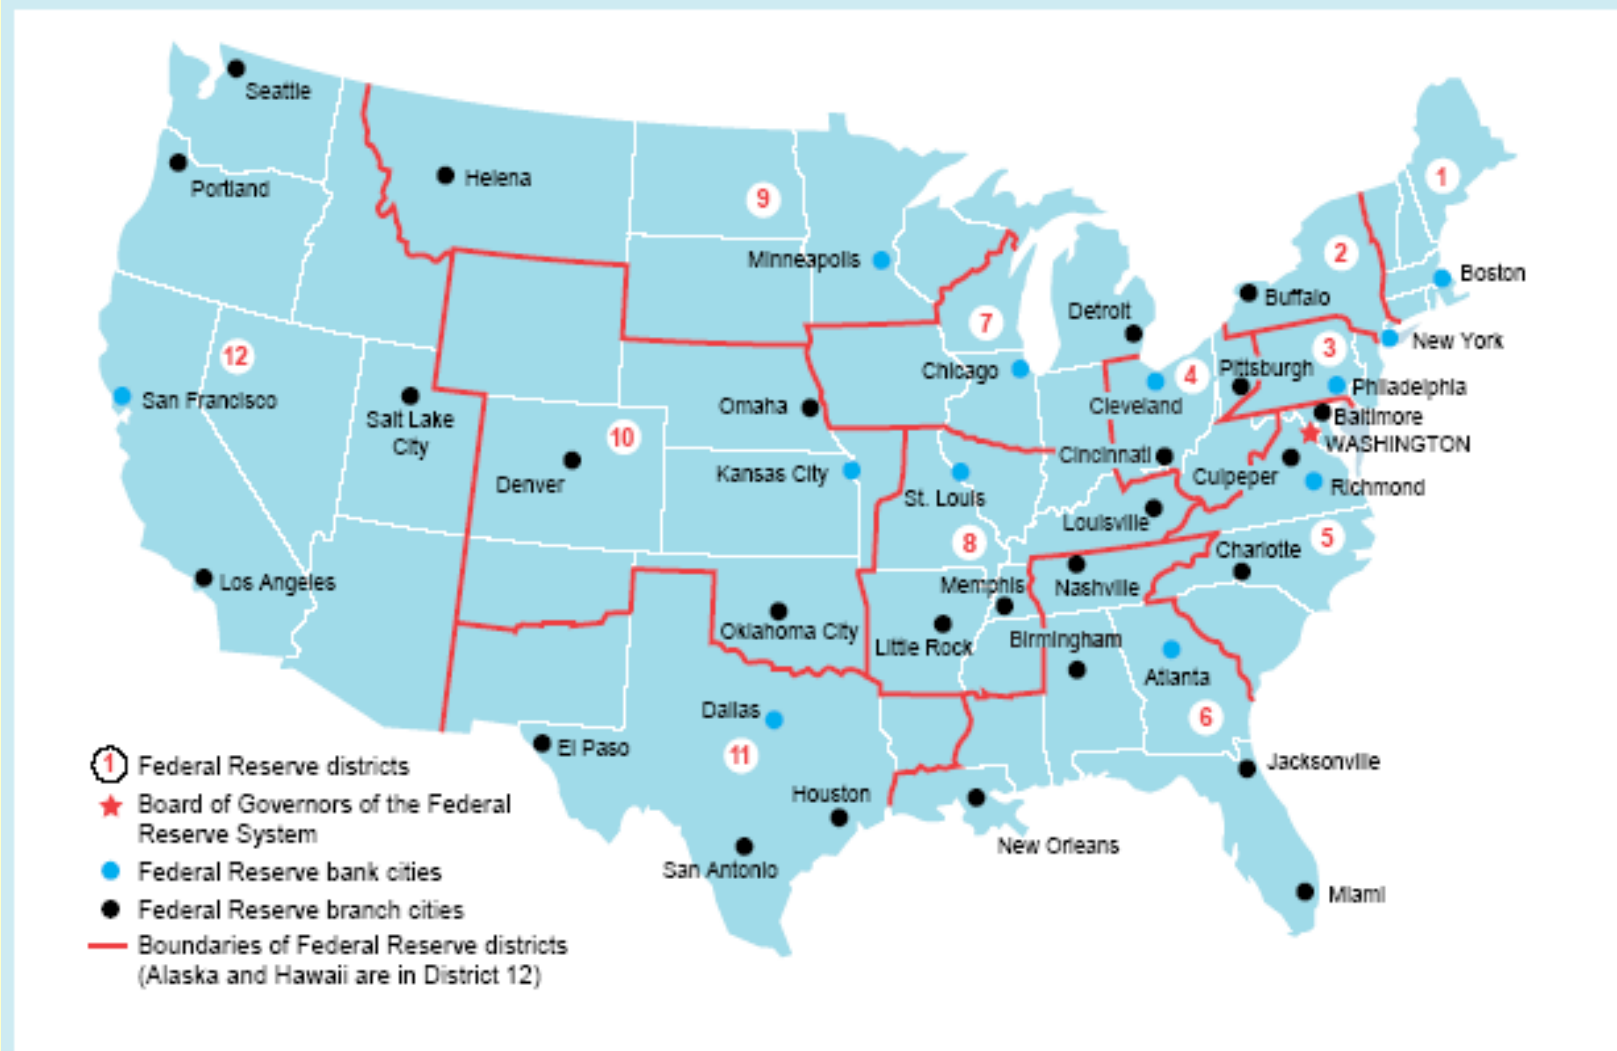 Seattle
Portland
Helena
9
1
Minneapolis
2
Boston
Buffalo
Detroit
7
3
New York
12
Chicago
4
Pittsburgh
Philadelphia
San Francisco
Salt Lake
City
Omaha
Cleveland
Baltimore
WASHINGTON
10
Denver
Kansas City
St. Louis
Cincinnati
Culpeper
Richmond
Louisville
8
5
Charlotte
Los Angeles
Memphis
Nashville
Oklahoma City
Little Rock
Birmingham
Atlanta
Dallas
6
El Paso
11
Jacksonville
Houston
New Orleans
San Antonio
Miami
1 Federal Reserve districts
Board of Governors of the Federal
Reserve System
Federal Reserve bank cities
Federal Reserve branch cities
Boundaries of Federal Reserve districts
(Alaska and Hawaii are in District 12)